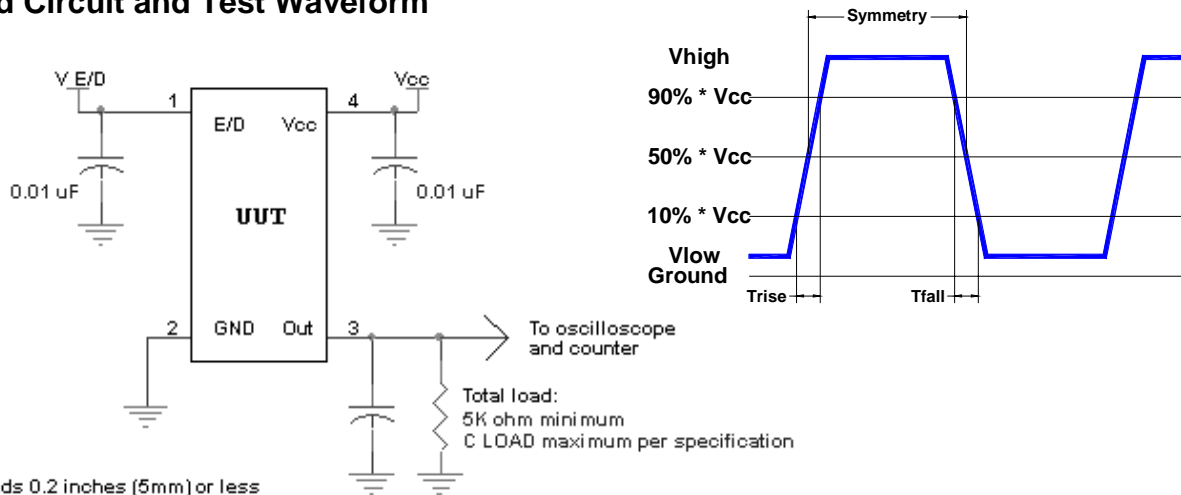 d Circuit and Test Waveform
V E/D
Vcc
1
4
E/D
Vcc
0.01 uF
0.01 uF
UUT
2
GND
Out
3
To oscilloscope
and counter
Total load:
5K ohm minimum
C LOAD maximum per specification
ds 0.2 inches (5mm) or less
Symmetry
Vhigh
90% * Vcc
50% * Vcc
10% * Vcc
Vlow
Ground
Trise
Tfall